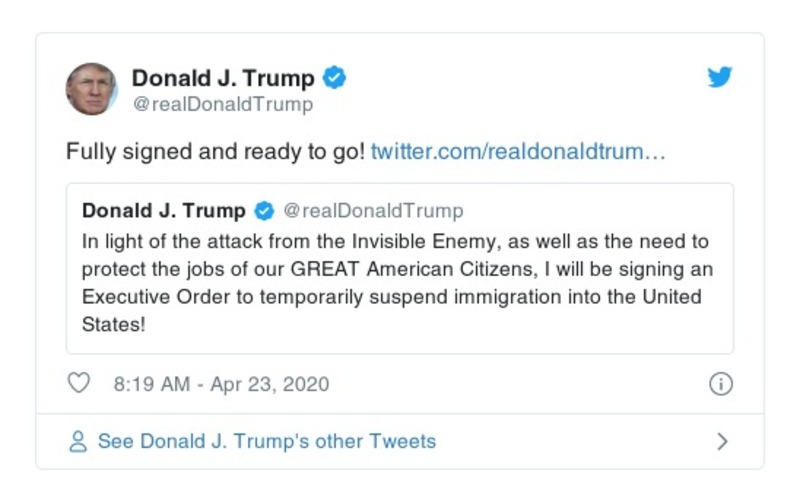 Donald J. Trump
@realDonaldTrump
Fully signed and ready to go! twitter.com/realdonaldtrum…
Donald J. Trump @realDonaldTrump
In light of the attack from the Invisible Enemy, as well as the need to
protect the jobs of our GREAT American Citizens, I will be signing an
Executive Order to temporarily suspend immigration into the United
States!
8:19 AM - Apr 23, 2020
See Donald J. Trump's other Tweets